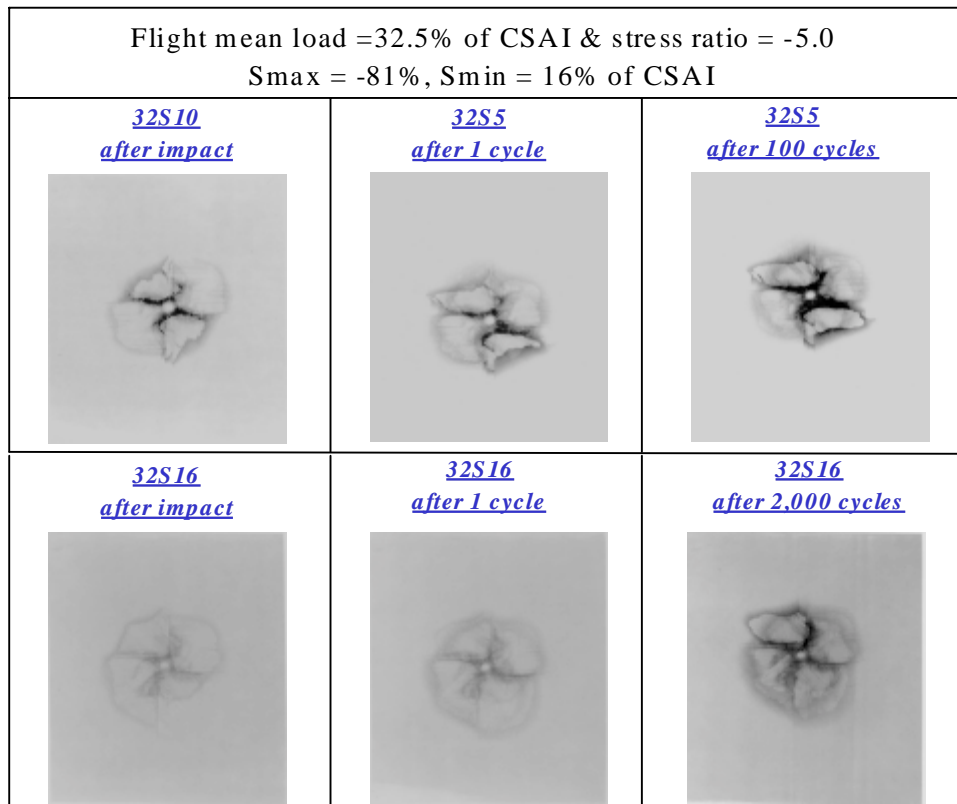 Flight mean load =32.5% of CSAI & stress ratio = -5.0
Smax = -81%, Smin = 16% of CSAI
32S10
after impact
32S5
after 1 cycle
32S5
after 100 cycles
32S16
after impact
32S16
after 1 cycle
32S16
after 2,000 cycles